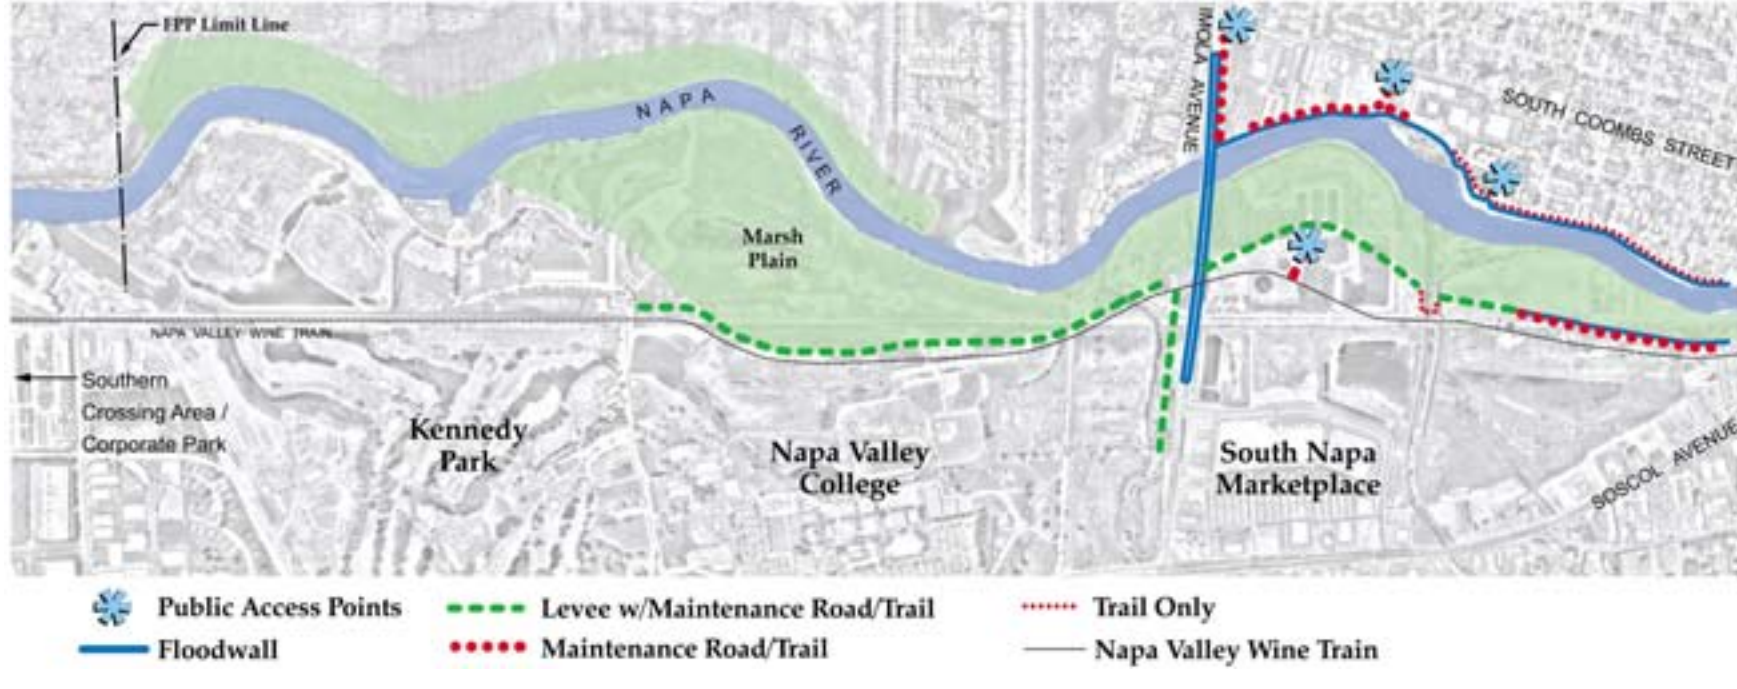 FPP Limit Line
IMOLA AVENUE
SOUTH COOMBS STREET
NAPA
RIVER
Marsh
Plain
NAPA VALLEY WINE TRAIN
Southern
Crossing Area /
Corporate Park
Kennedy
Park
Napa Valley
College
South Napa
Marketplace
SOSCOL AVENUE
Public Access Points
Levee w/Maintenance Road/Trail
Trail Only
Floodwall
Maintenance Road/Trail
Napa Valley Wine Train